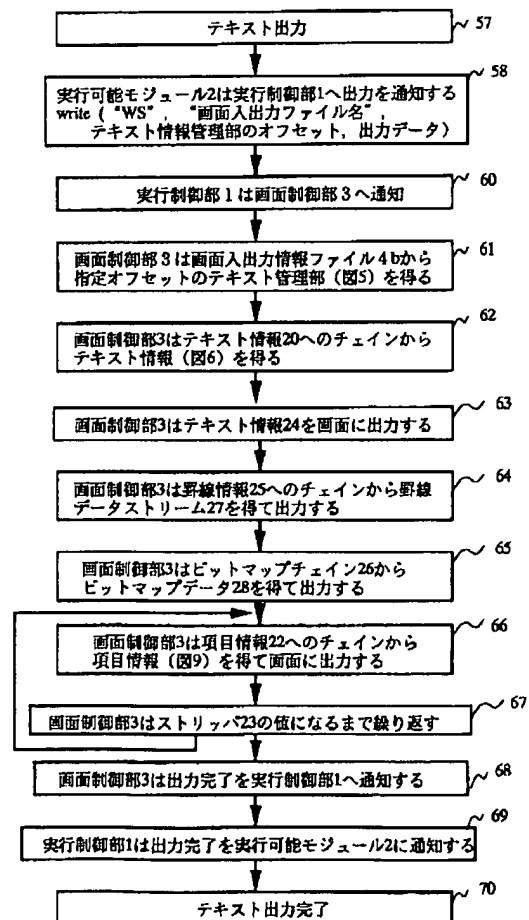 テキスト出力
57
58
実行可能モジュール2は実行制御部1へ出力を通知する
write ( “WS” , “画面入出力ファイル名” ,
テキスト情報管理部のオフセット, 出力データ)
60
実行制御部1は画面制御部3へ通知
61
画面制御部3は画面入出力情報ファイル4bから
指定オフセットのテキスト管理部(図5)を得る
62
画面制御部3はテキスト情報20へのチェインから
テキスト情報(図6)を得る
63
画面制御部3はテキスト情報24を画面に出力する
64
画面制御部3は罫線情報25へのチェインから罫線
データストリーム27を得て出力する
65
画面制御部3はビットマップチェイン26から
ビットマップデータ28を得て出力する
66
画面制御部3は項目情報22へのチェインから
項目情報(図9)を得て画面に出力する
67
画面制御部3はストリッパ23の値になるまで繰り返す
68
画面制御部3は出力完了を実行制御部1へ通知する
69
実行制御部1は出力完了を実行可能モジュール2に通知する
70
テキスト出力完了